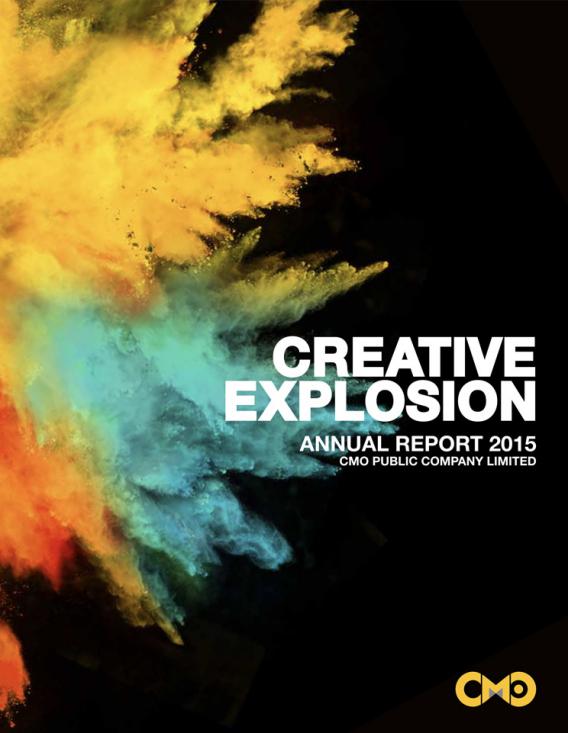 CREATIVE
EXPLOSION
ANNUAL REPORT 2015
CMO PUBLIC COMPANY LIMITED
CMO